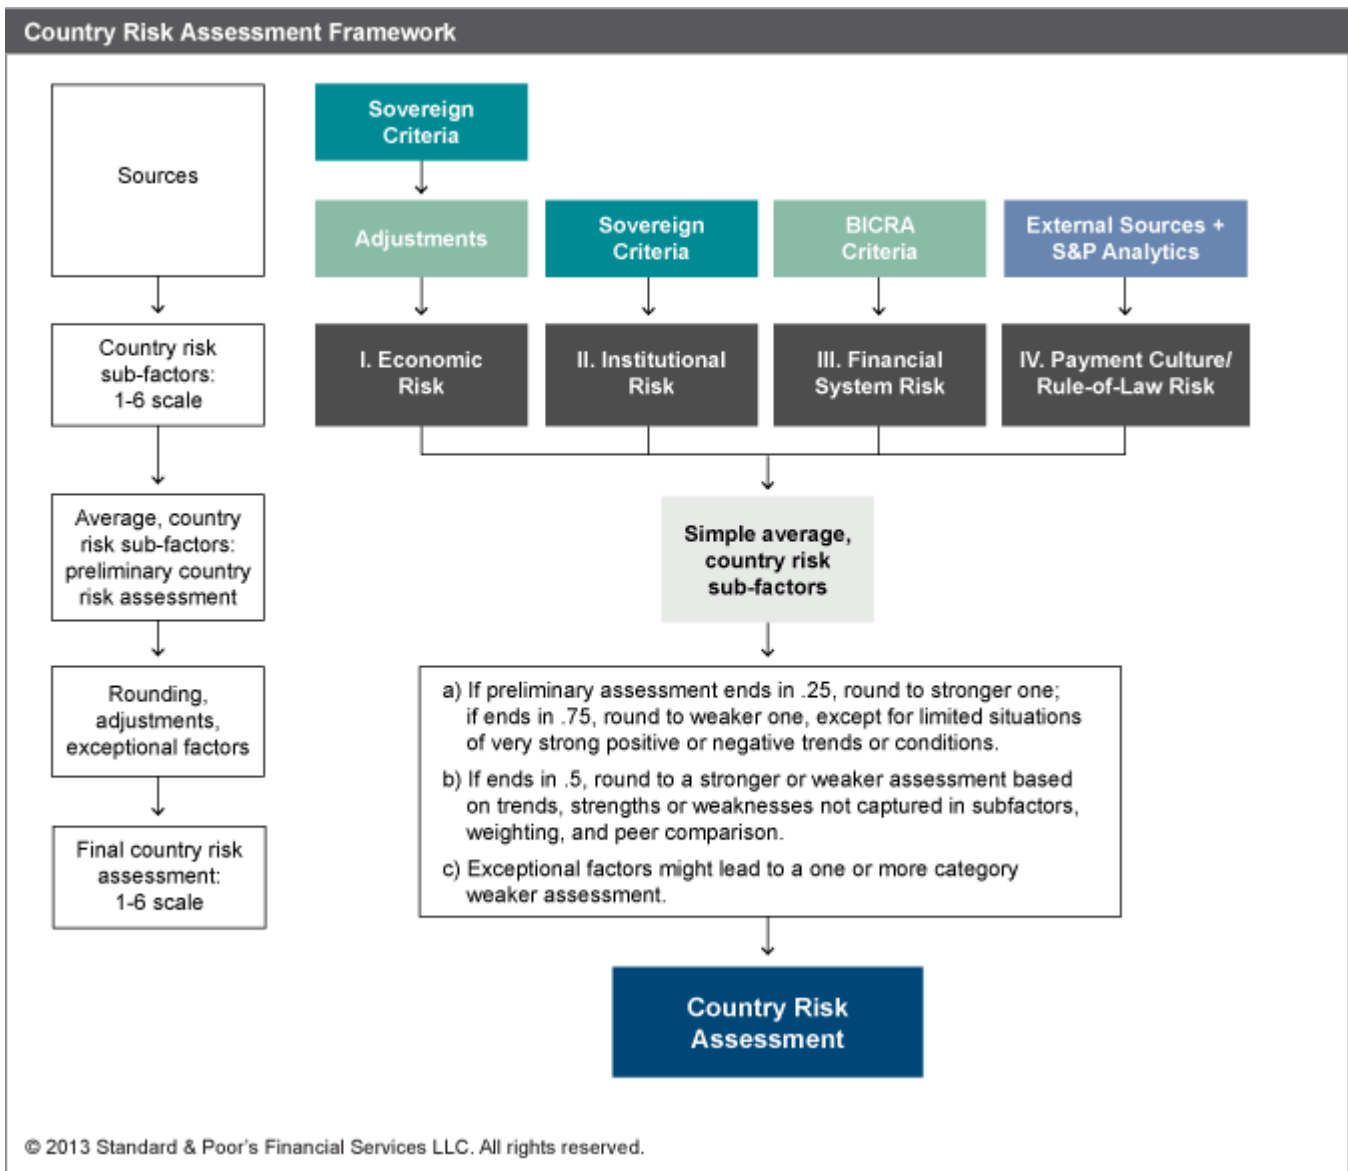 Country Risk Assessment Framework
Sources
Sovereign
Criteria
Adjustments
Sovereign
Criteria
BICRA
Criteria
External Sources +
S&P Analytics
Country risk
sub-factors:
1-6 scale
I. Economic
Risk
II. Institutional
Risk
III. Financial
System Risk
IV. Payment Culture/
Rule-of-Law Risk
Average, country
risk sub-factors:
preliminary country
risk assessment
Simple average,
country risk
sub-factors
Rounding,
adjustments,
exceptional factors
a) If preliminary assessment ends in .25, round to stronger one;
if ends in .75, round to weaker one, except for limited situations
of very strong positive or negative trends or conditions.
b) If ends in .5, round to a stronger or weaker assessment based
on trends, strengths or weaknesses not captured in subfactors,
weighting, and peer comparison.
c) Exceptional factors might lead to a one or more category
weaker assessment.
Final country risk
assessment:
1-6 scale
Country Risk
Assessment
© 2013 Standard & Poor's Financial Services LLC. All rights reserved.